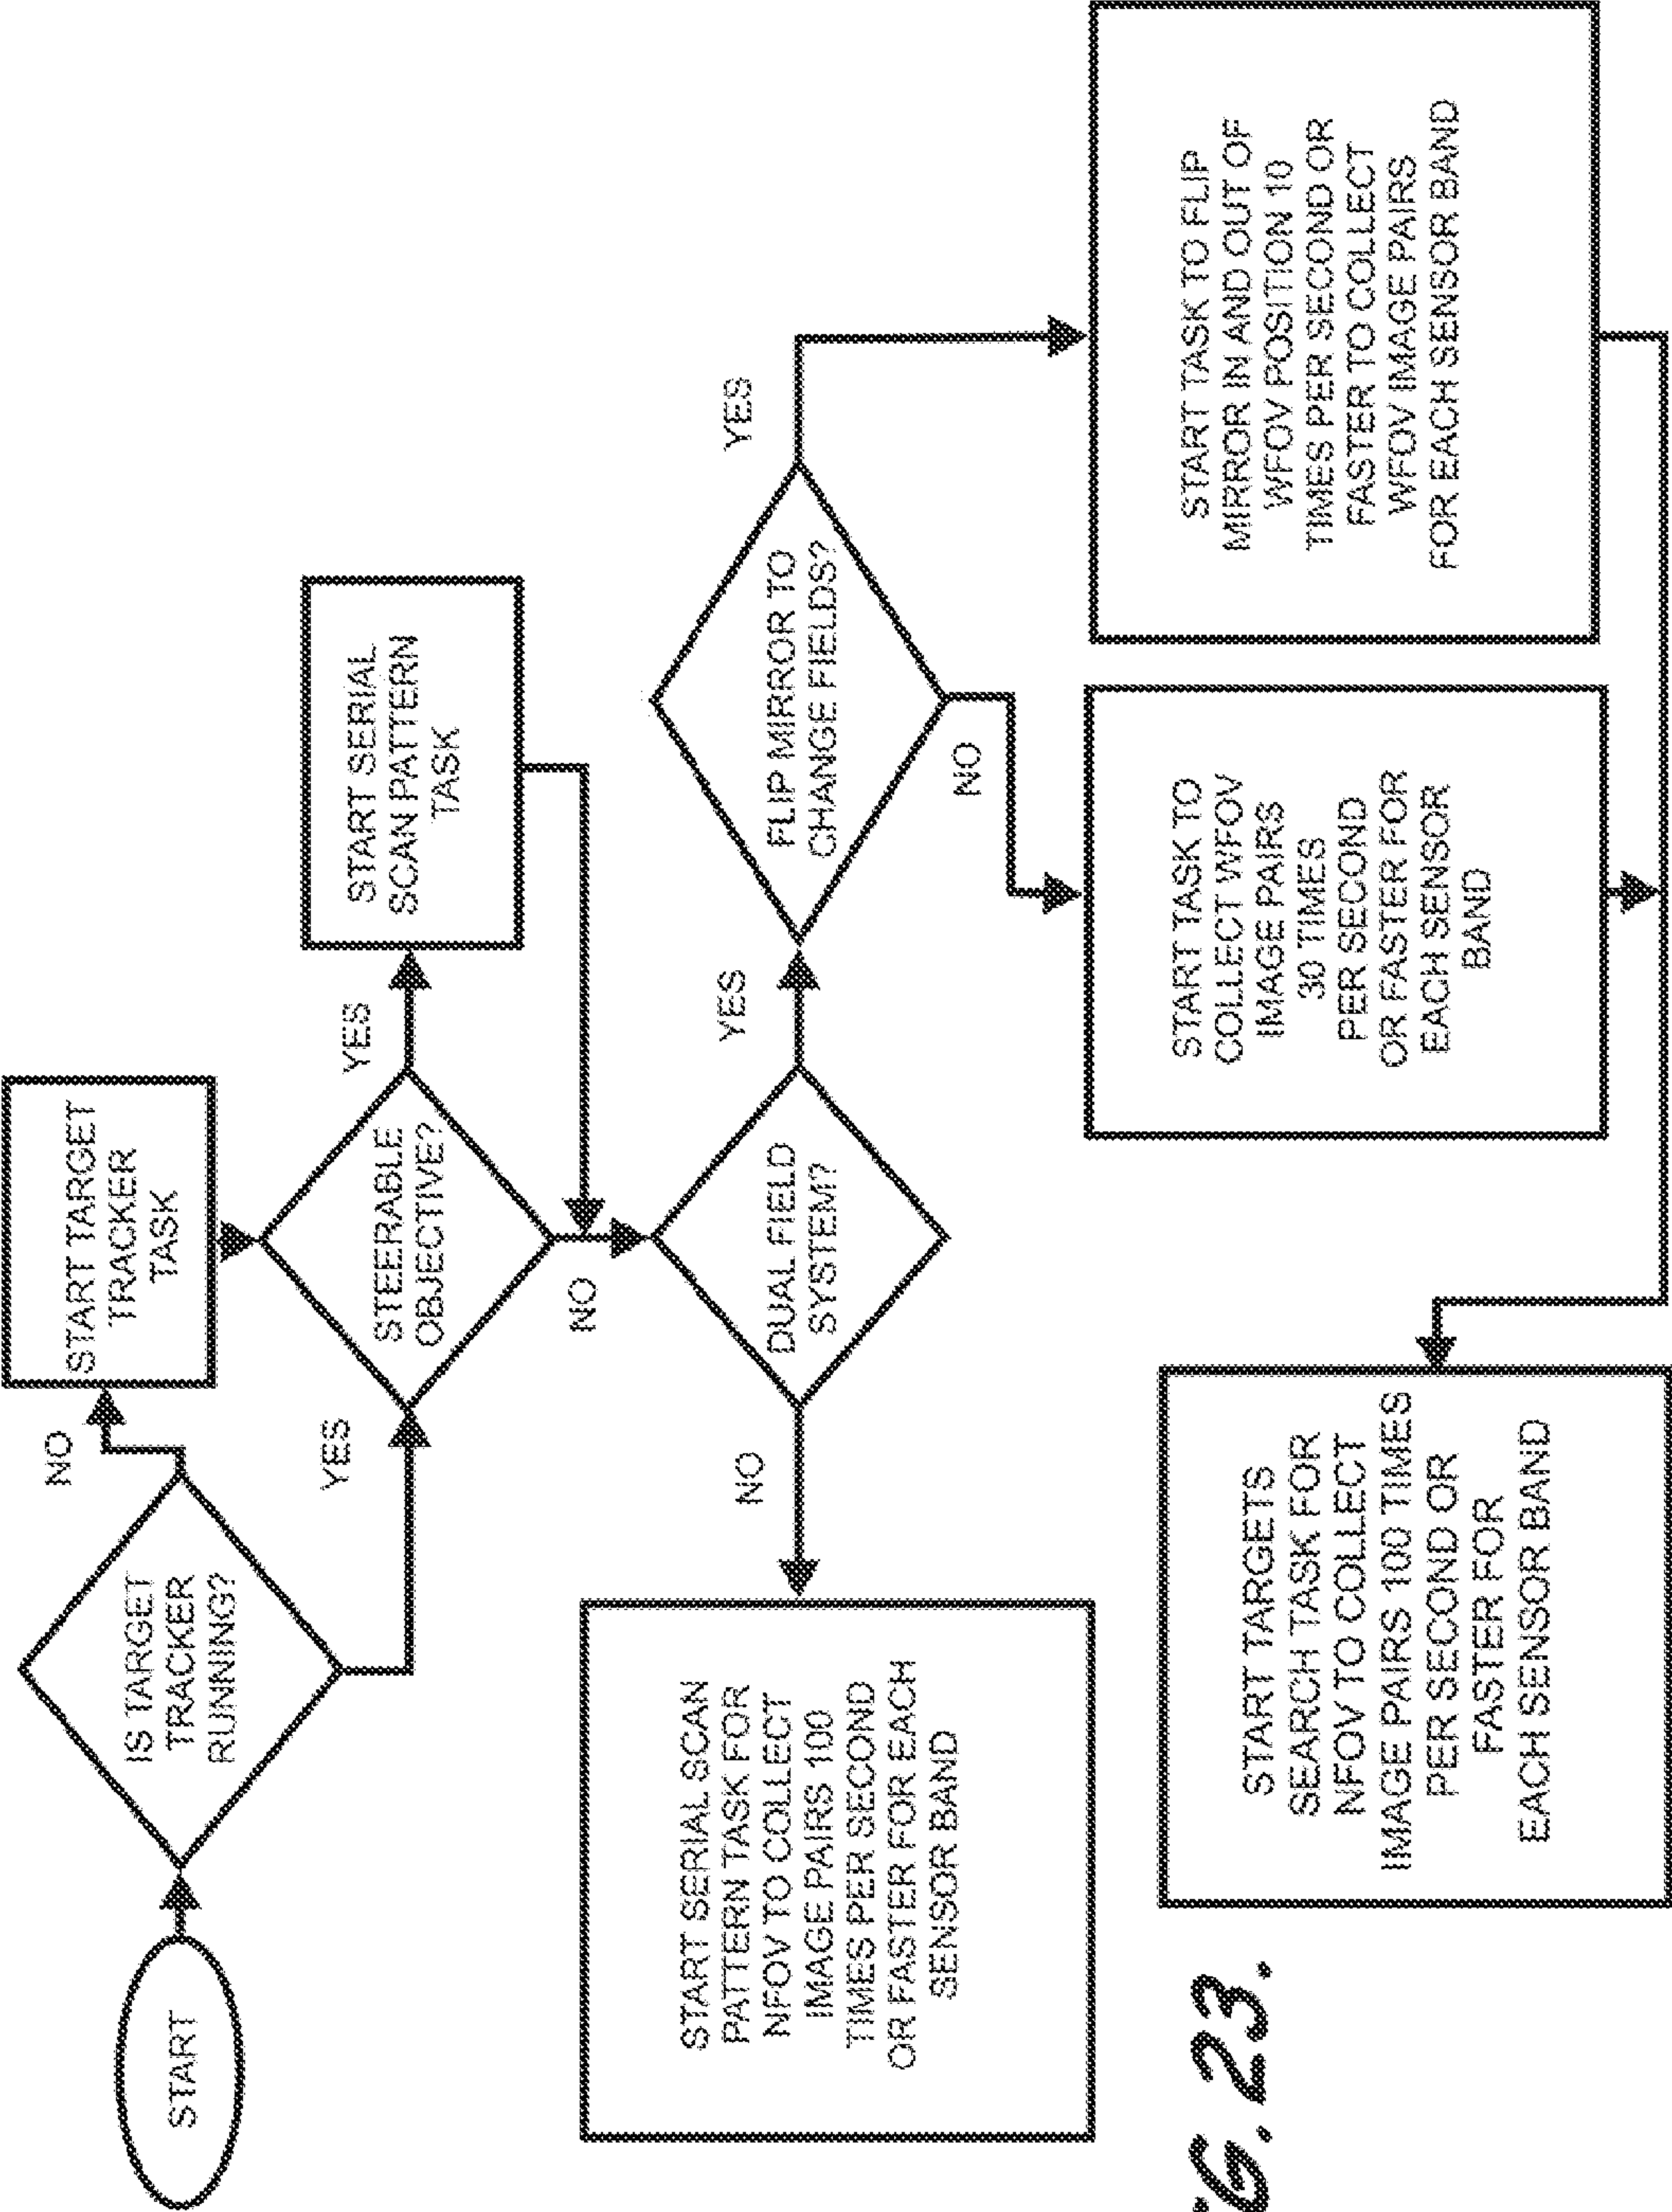 START
IS TARGET
TRACKER
RUNNING?
NO
YES
START TARGET
TRACKER
TASK
STEERABLE
OBJECTIVE?
YES
NO
START SERIAL
SCAN PATTERN
TASK
DUAL FIELD
SYSTEM?
NO
YES
START SERIAL SCAN
PATTERN TASK FOR
NFOV TO COLLECT
IMAGE PAIRS 100
TIMES PER SECOND
OR FASTER FOR EACH
SENSOR BAND
FLIP MIRROR TO
CHANGE FIELDS?
YES
NO
START TASK TO
COLLECT WFOV
IMAGE PAIRS
30 TIMES
PER SECOND
OR FASTER FOR
EACH SENSOR
BAND
START TASK TO FLIP
MIRROR IN AND OUT OF
WFOV POSITION 10
TIMES PER SECOND OR
FASTER TO COLLECT
WFOV IMAGE PAIRS
FOR EACH SENSOR BAND
START TARGETS
SEARCH TASK FOR
NFOV TO COLLECT
IMAGE PAIRS 100 TIMES
PER SECOND OR
FASTER FOR
EACH SENSOR BAND
G. 23.